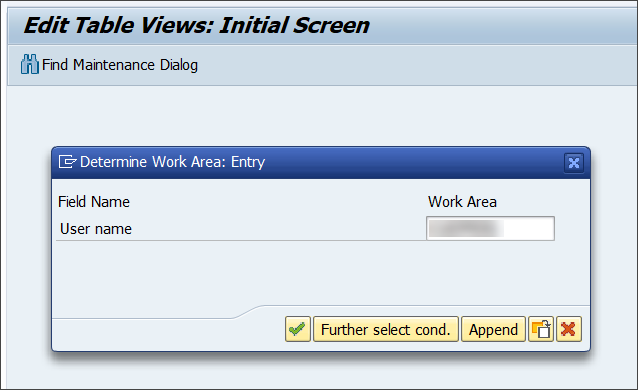 Edit Table Views: Initial Screen
Find Maintenance Dialog
Determine Work Area: Entry
Field Name Work Area
User name
Further select cond. Append